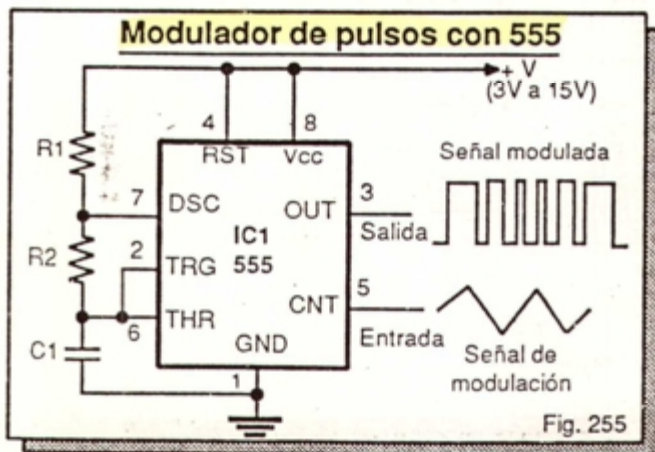 Modulador de pulsos con 555
+ V
(3V a 15V)
4
8
R1
RST
Vcc
Señal modulada
7
DSC
3
OUT
Salida
IC1
555
R2
2
TRG
5
CNT
THR
6
Entrada
C1
GND
Señal de
modulación
1
Fig. 255